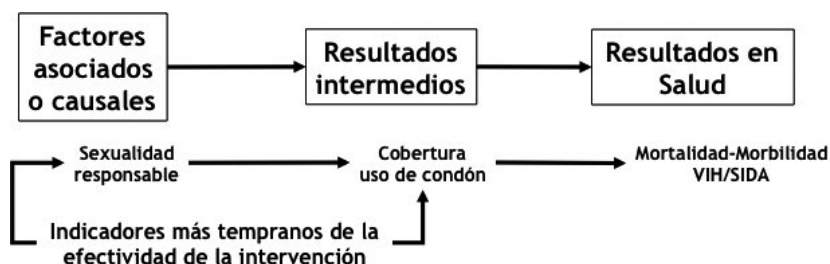 Factores
asociados
o causales
Resultados
intermedios
Resultados en
Salud
Sexualidad
responsable
Cobertura
uso de condón
Mortalidad-Morbilidad
VIH/SIDA
Indicadores más tempranos de la
efectividad de la intervención